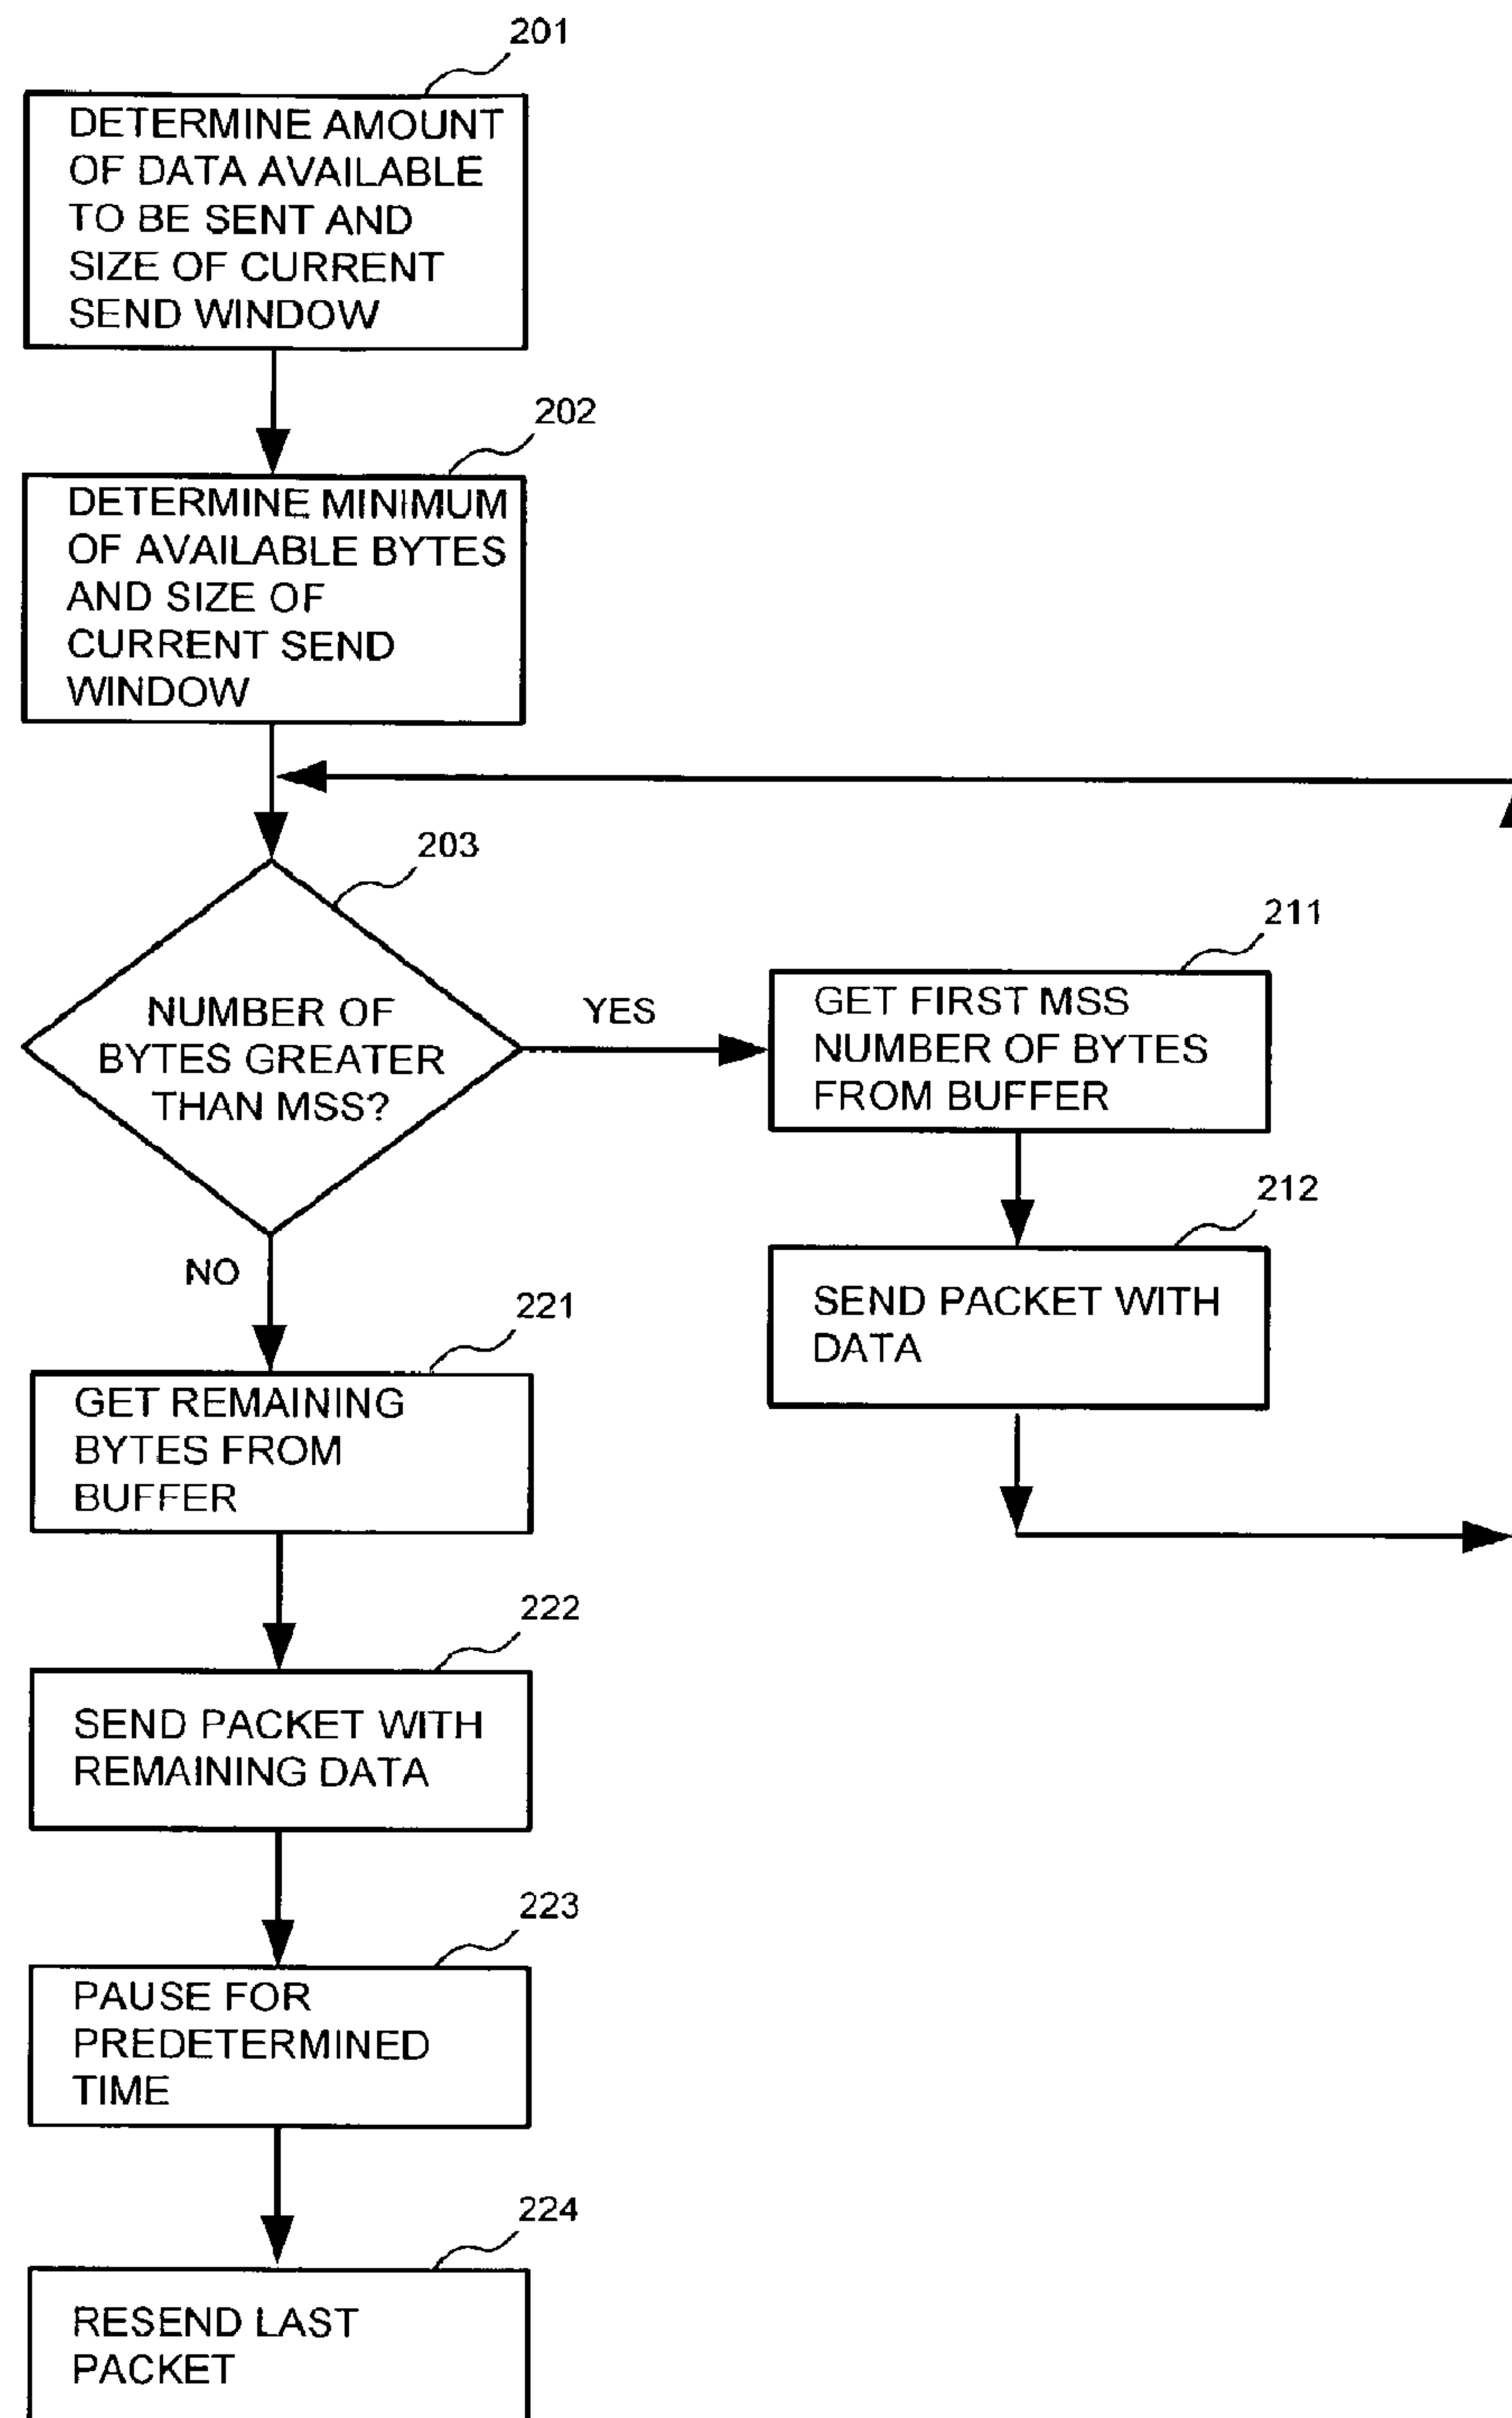 201
DETERMINE AMOUNT
OF DATA AVAILABLE
TO BE SENT AND
SIZE OF CURRENT
SEND WINDOW
202
DETERMINE MINIMUM
OF AVAILABLE BYTES
AND SIZE OF
CURRENT SEND
WINDOW
203
NUMBER OF
BYTES GREATER
THAN MSS?
YES
211
GET FIRST MSS
NUMBER OF BYTES
FROM BUFFER
212
SEND PACKET WITH
DATA
NO
221
GET REMAINING
BYTES FROM
BUFFER
222
SEND PACKET WITH
REMAINING DATA
223
PAUSE FOR
PREDETERMINED
TIME
224
RESEND LAST
PACKET